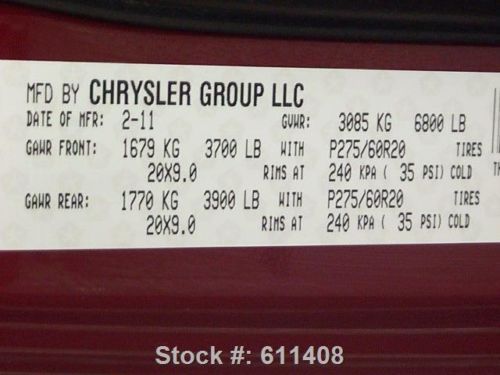 MFD BY CHRYSLER GROUP LLC
DATE OF MFR: 2-11 GVWR: 3085 KG 6800 LB
GAWR FRONT: 1679 KG 3700 LB WITH P275/60R20 TIRES
20X9.0 RIMS AT 240 KPA ( 35 PSI) COLD
GAWR REAR: 1770 KG 3900 LB WITH P275/60R20 TIRES
20X9.0 RIMS AT 240 KPA ( 35 PSI) COLD
Stock #: 611408